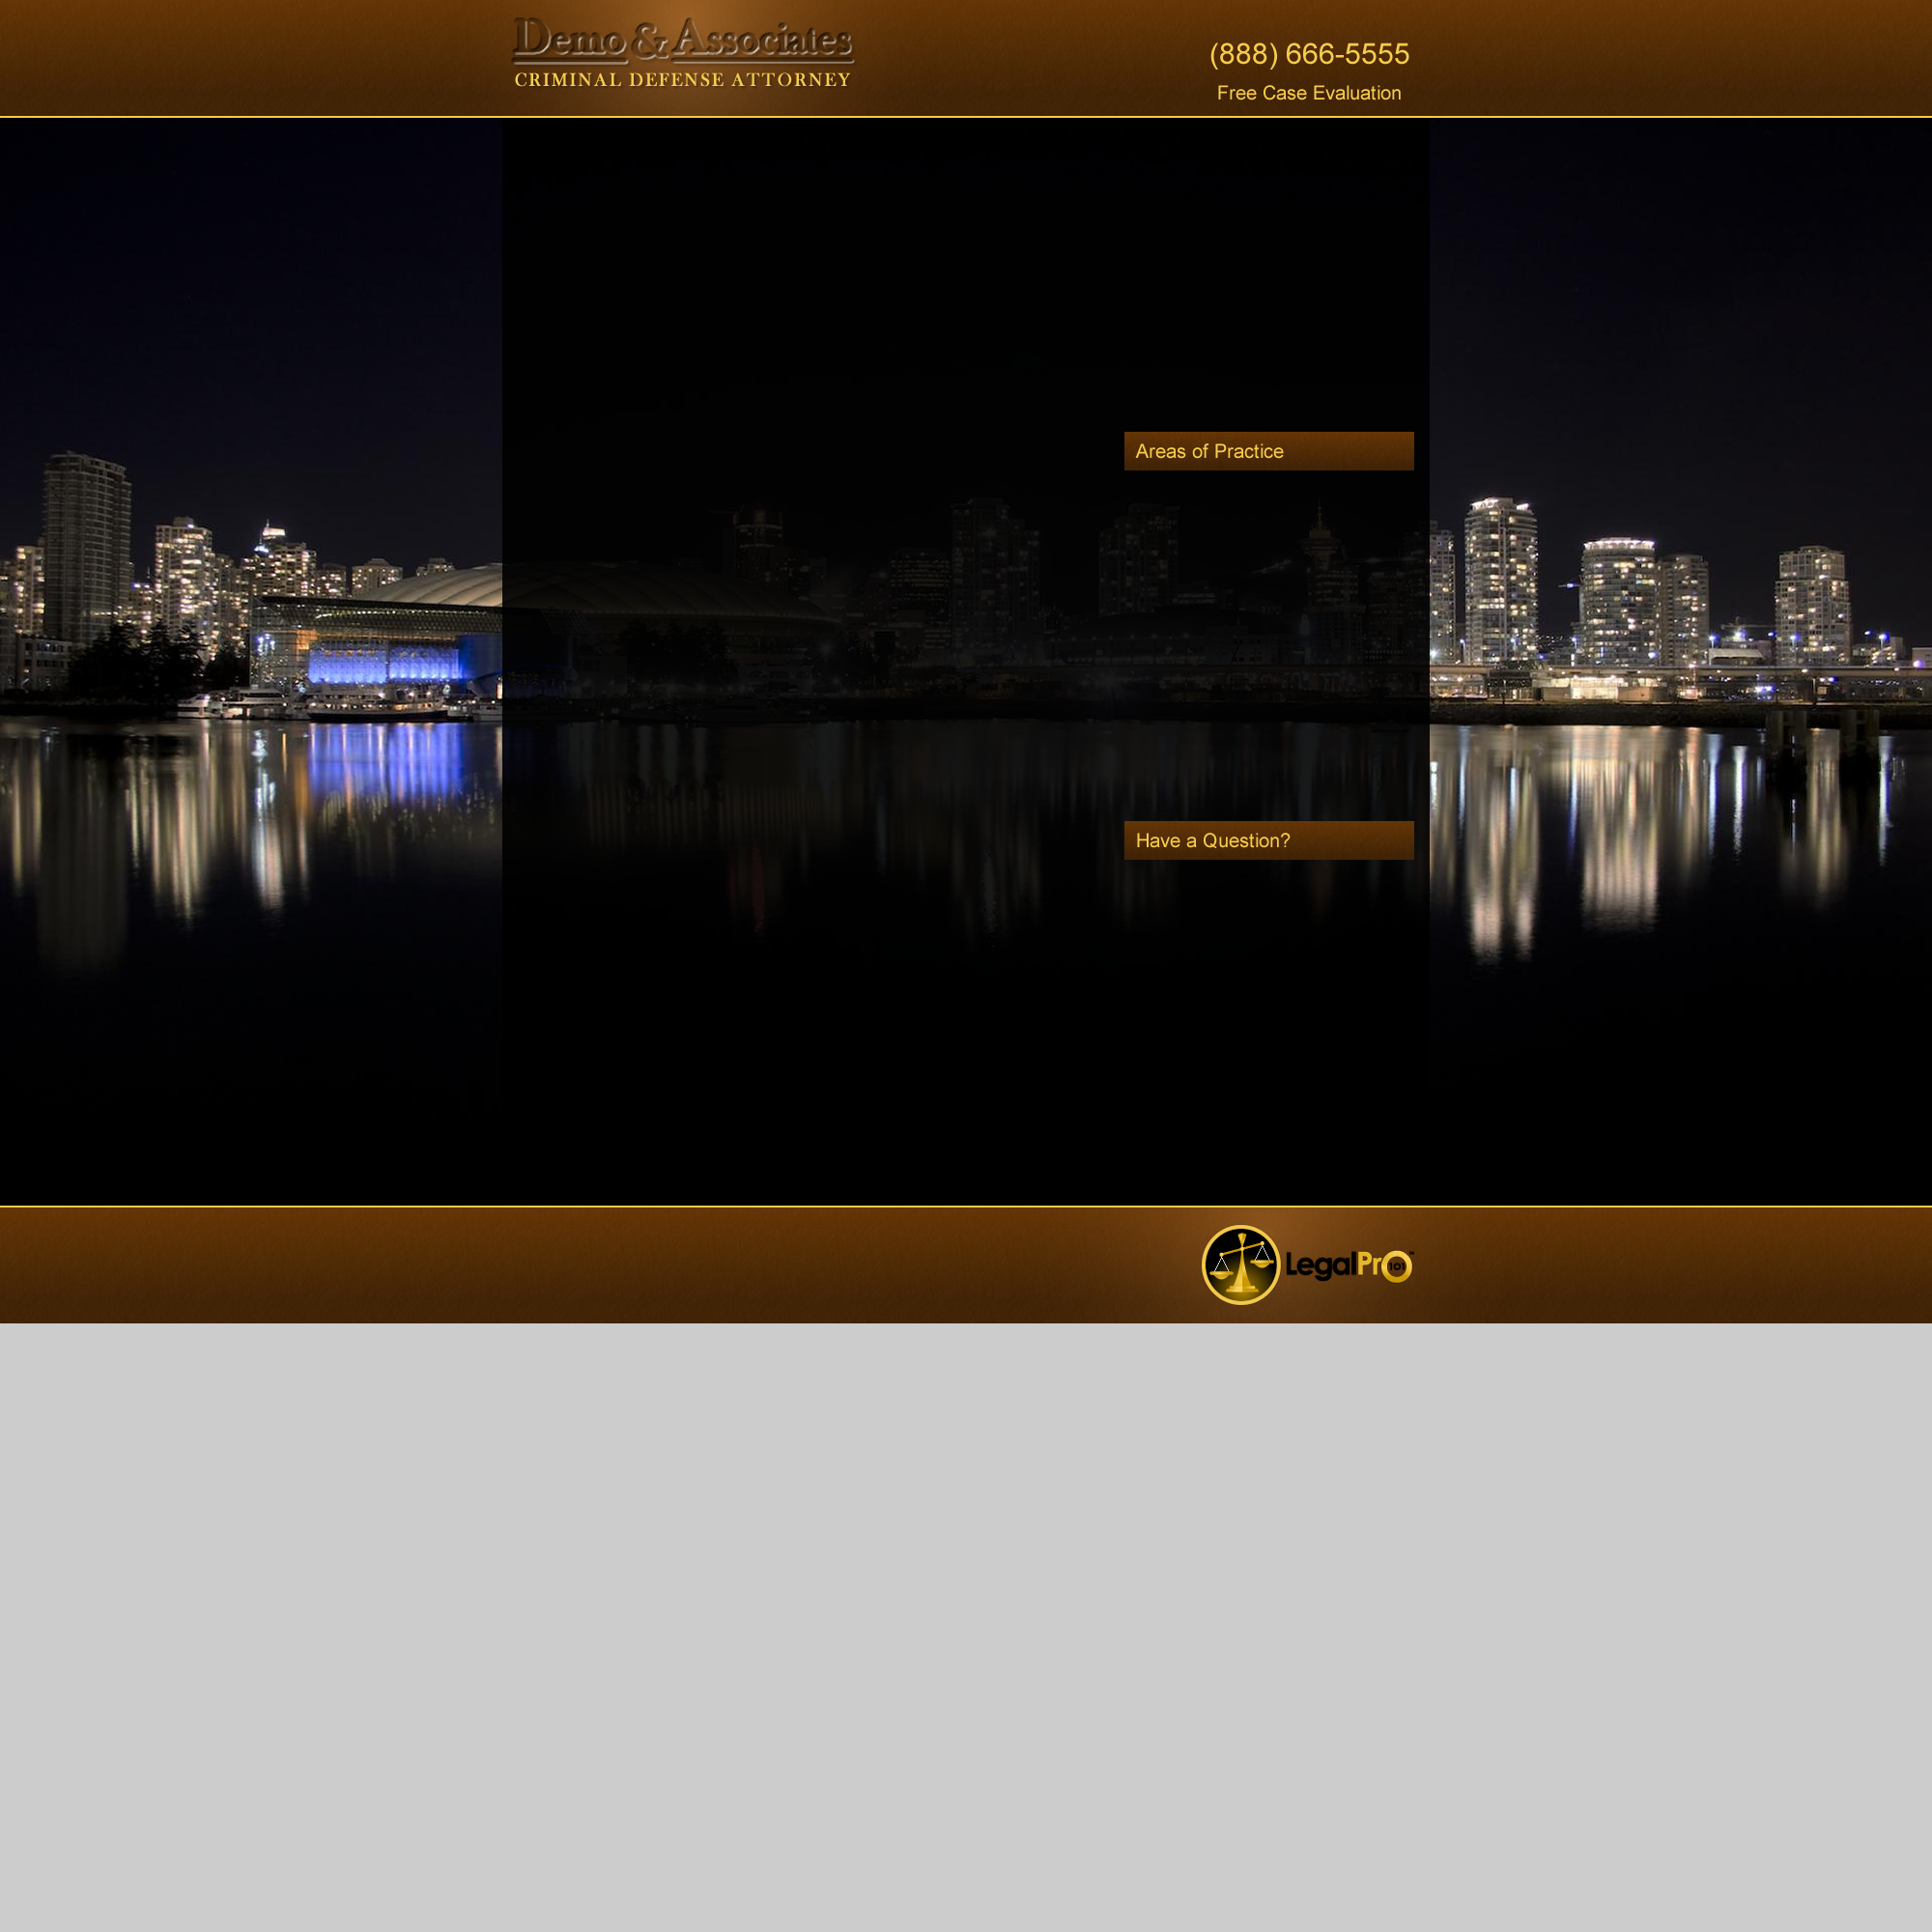 Demo & Associates
CRIMINAL DEFENSE ATTORNEY
(888) 666-5555
Free Case Evaluation
Areas of Practice
Have a Question?
LegalPro 101